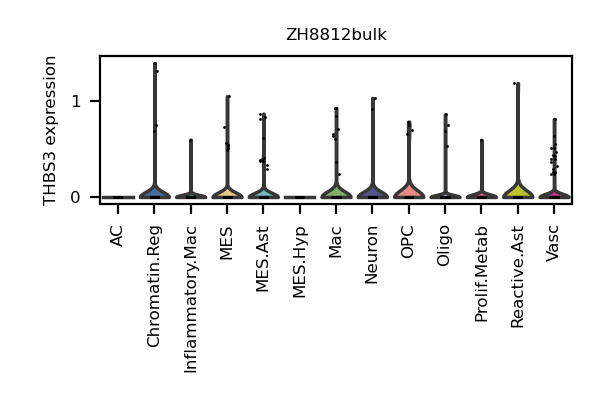 ZH8812bulk
THBS3 expression
1
0
AC
Chromatin.Reg
Inflammatory.Mac
MES
MES.Ast
MES.Hyp
Mac
Neuron
OPC
Oligo
Prolif.Metab
Reactive.Ast
Vasc